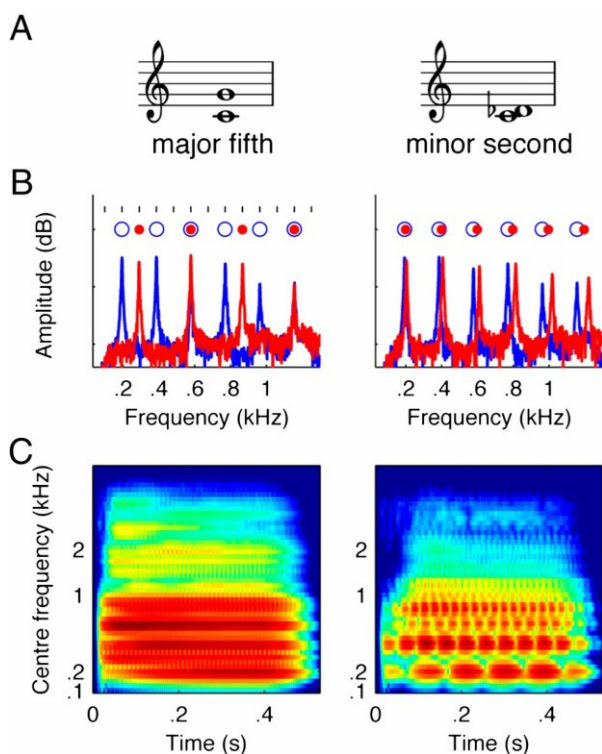 A
major fifth
minor second
B
Amplitude (dB)
.2 .4 .6 .8 1
.2 .4 .6 .8 1
Frequency (kHz)
Frequency (kHz)
C
Centre frequency (kHz)
2
1
.2
.1
2
1
.2
.1
0 .2 .4
0 .2 .4
Time (s)
Time (s)